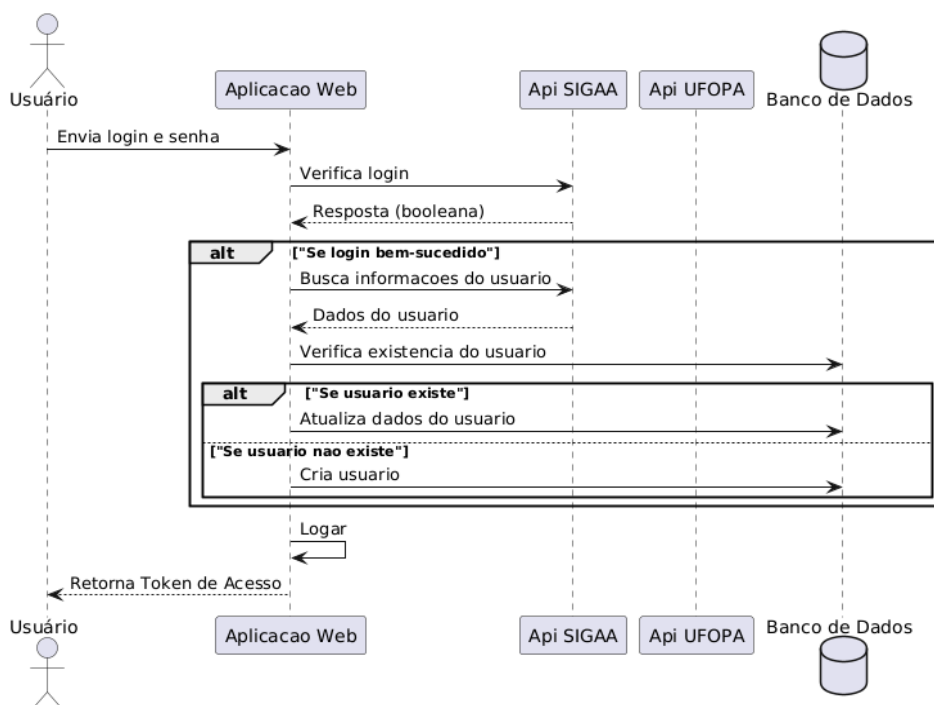 Usuário
Aplicacao Web
Api SIGAA
Api UFOPA
Banco de Dados
Envia login e senha
Verifica login
Resposta (booleana)
alt ["Se login bem-sucedido"]
Busca informacoes do usuario
Dados do usuario
Verifica existencia do usuario
alt ["Se usuario existe"]
Atualiza dados do usuario
["Se usuario nao existe"]
Cria usuario
Logar
Retorna Token de Acesso
Usuário
Aplicacao Web
Api SIGAA
Api UFOPA
Banco de Dados